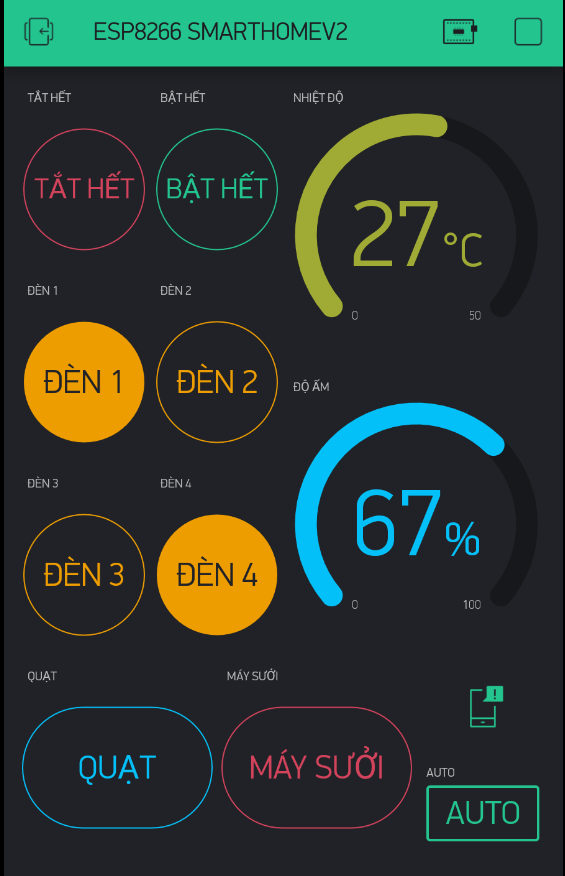 ESP8266 SMARTHOMEV2
TẮT HẾT
BẬT HẾT
NHIỆT ĐỘ
TẮT HẾT
BẬT HẾT
27 °C
0
50
ĐÈN 1
ĐÈN 2
ĐÈN 1
ĐÈN 2
ĐỘ ẨM
67 %
0
100
ĐÈN 3
ĐÈN 4
ĐÈN 3
ĐÈN 4
QUẠT
MÁY SƯỞI
QUẠT
MÁY SƯỞI
AUTO
AUTO